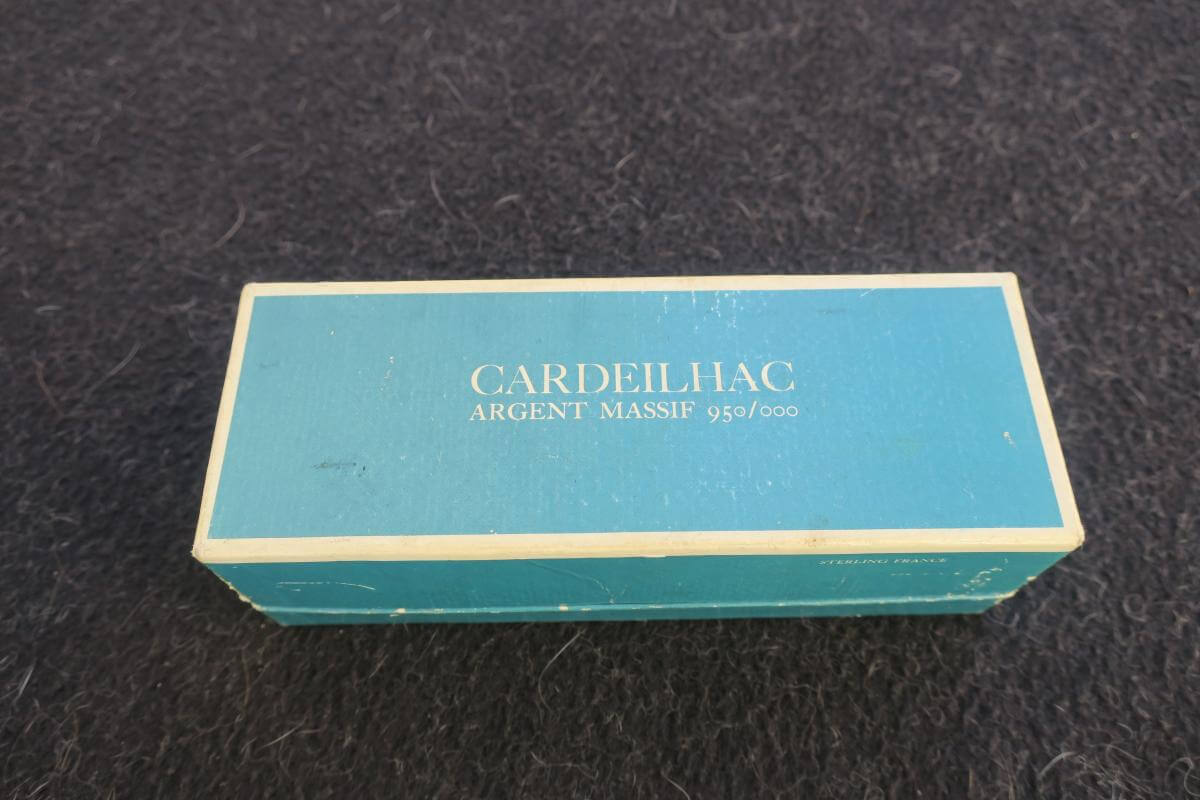 CARDEILHAC
ARGENT MASSIF 950/000
STERLING FRANCE